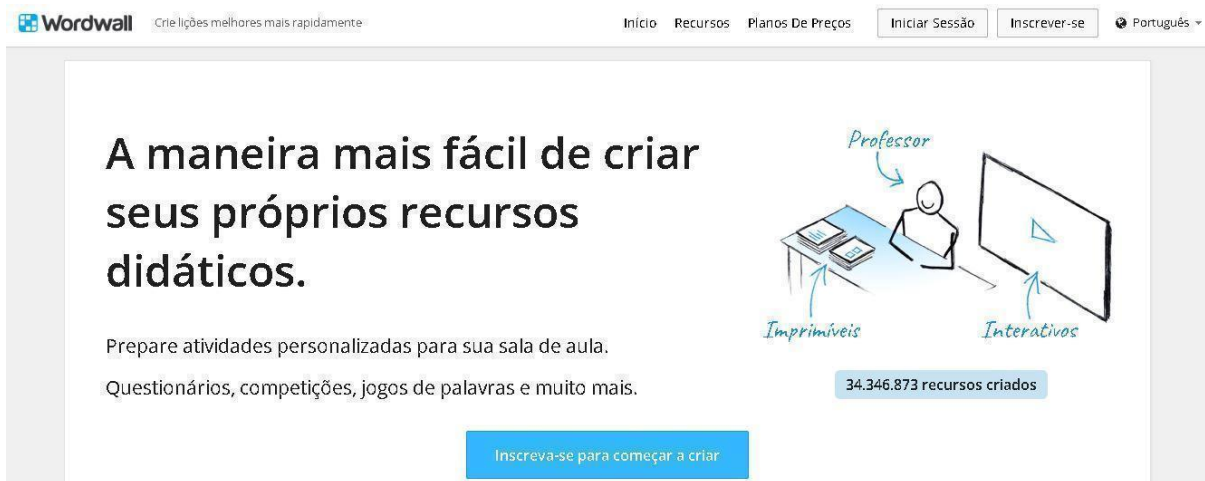 Wordwall Crie lições melhores mais rapidamente Início Recursos Planos De Preços Iniciar Sessão Inscrever-se Português
A maneira mais fácil de criar
seus próprios recursos
didáticos.
Prepare atividades personalizadas para sua sala de aula.
Questionários, competições, jogos de palavras e muito mais.
Professor
Imprimíveis
Interativos
34.346.873 recursos criados
Inscreva-se para começar a criar